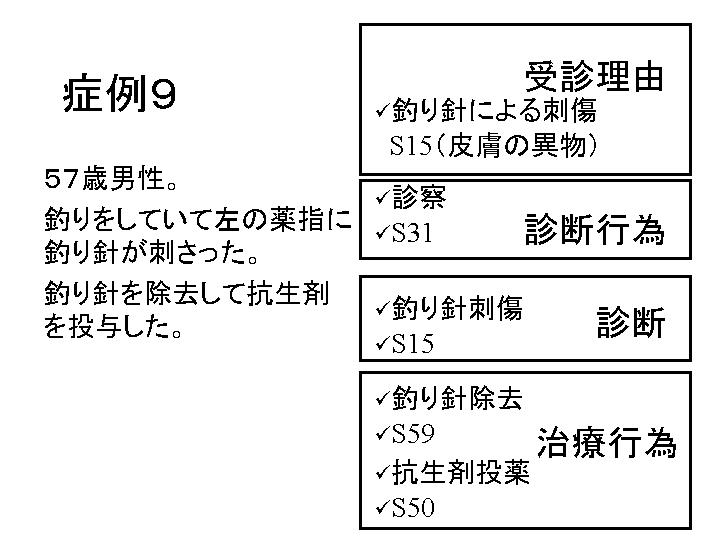 症例９
５７歳男性。
釣りをしていて左の薬指に
釣り針が刺さった。
釣り針を除去して抗生剤
を投与した。
受診理由
✓釣り針による刺傷
S15（皮膚の異物）
✓診察
✓S31
診断行為
✓釣り針刺傷
✓S15
診断
✓釣り針除去
✓S59
✓抗生剤投薬
✓S50
治療行為